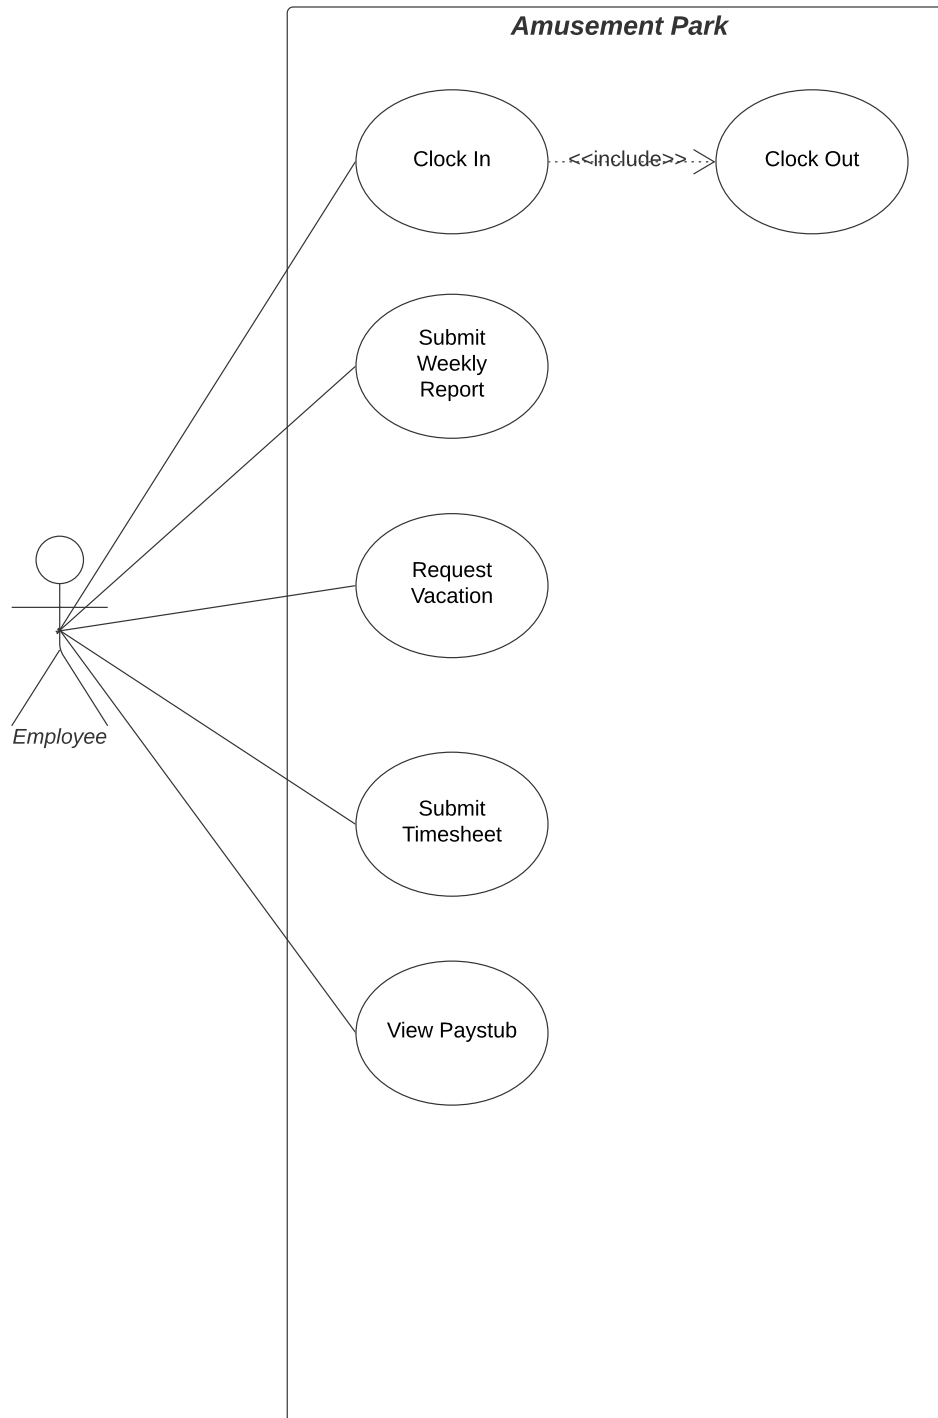 Amusement Park
Clock In
<<include>>
Clock Out
Submit
Weekly
Report
Request
Vacation
Employee
Submit
Timesheet
View Paystub